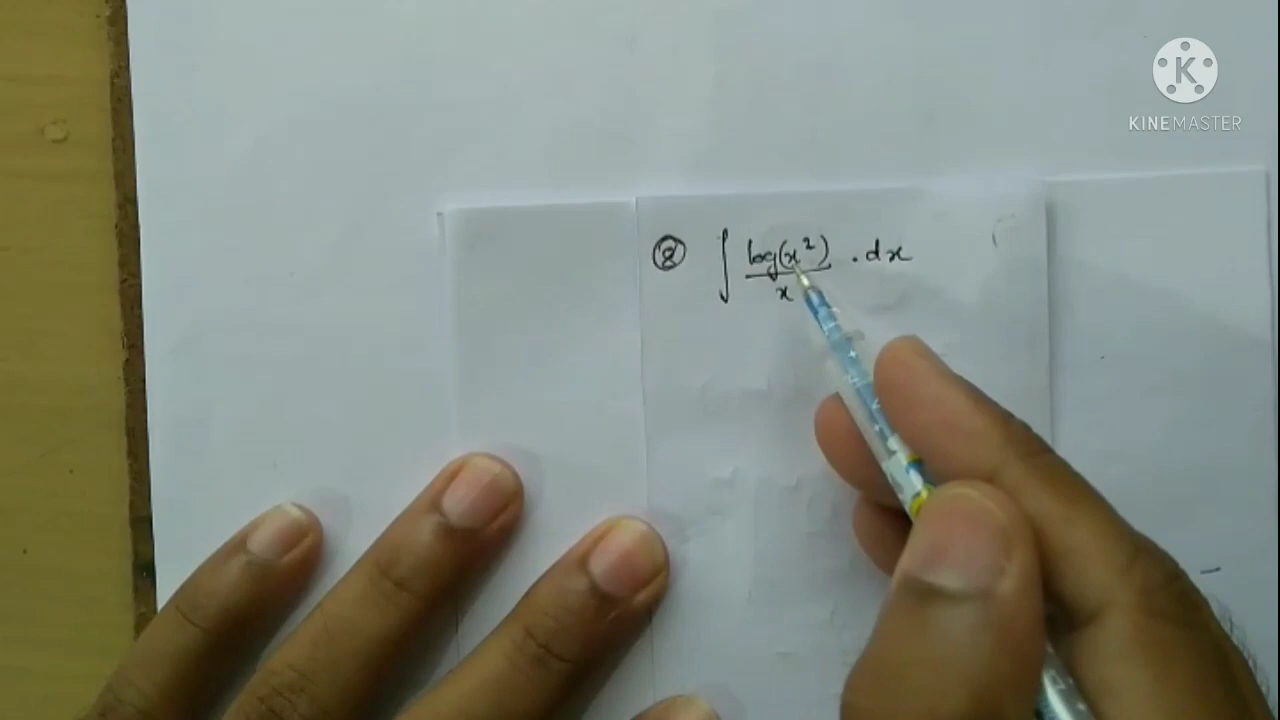 K
KINEMASTER
⑧ ∫ log(x²)/x . dx